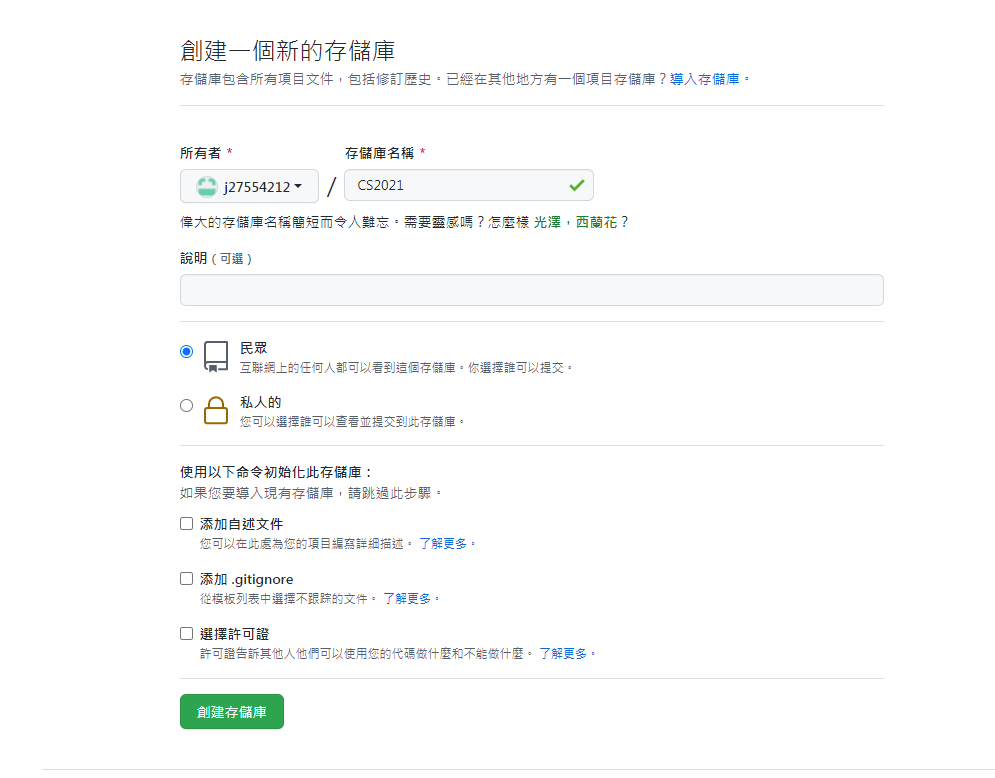 創建一個新的存儲庫
存儲庫包含所有項目文件，包括修訂歷史。已經在其他地方有一個項目存儲庫？導入存儲庫。
所有者 * 存儲庫名稱 *
j27554212 / CS2021
偉大的存儲庫名稱簡短而令人難忘。需要靈感嗎？怎麼樣 光澤，西蘭花？
說明 ( 可選 )
民眾
互聯網上的任何人都可以看到這個存儲庫。你選擇誰可以提交。
私人的
您可以選擇誰可以查看並提交到此存儲庫。
使用以下命令初始化此存儲庫：
如果您要導入現有存儲庫，請跳過此步驟。
添加自述文件
您可以在此處為您的項目編寫詳細描述。 了解更多。
添加 .gitignore
從模板列表中選擇不跟踪的文件。 了解更多。
選擇許可證
許可證告訴其他人他們可以使用您的代碼做什麼和不能做什麼。 了解更多。
創建存儲庫